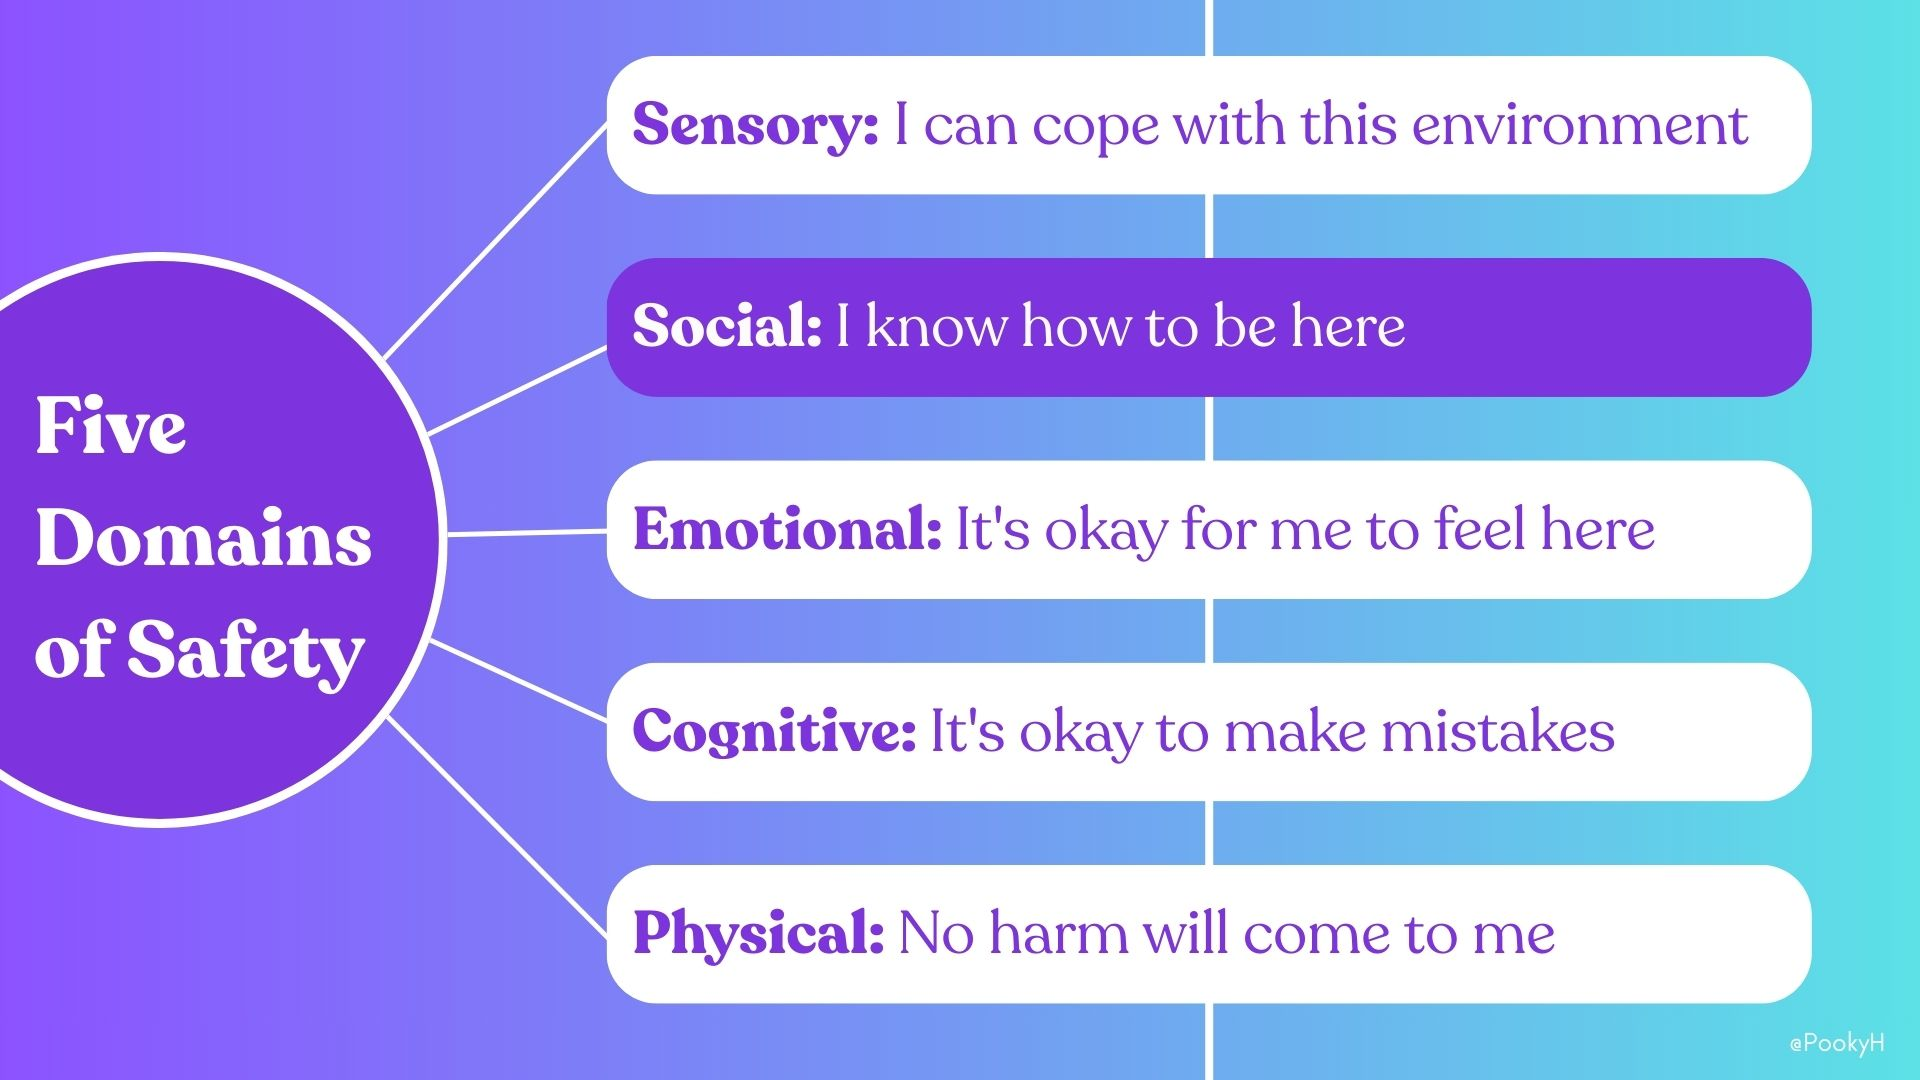 Five
Domains
of Safety
Sensory: I can cope with this environment
Social: I know how to be here
Emotional: It's okay for me to feel here
Cognitive: It's okay to make mistakes
Physical: No harm will come to me
@PookyH